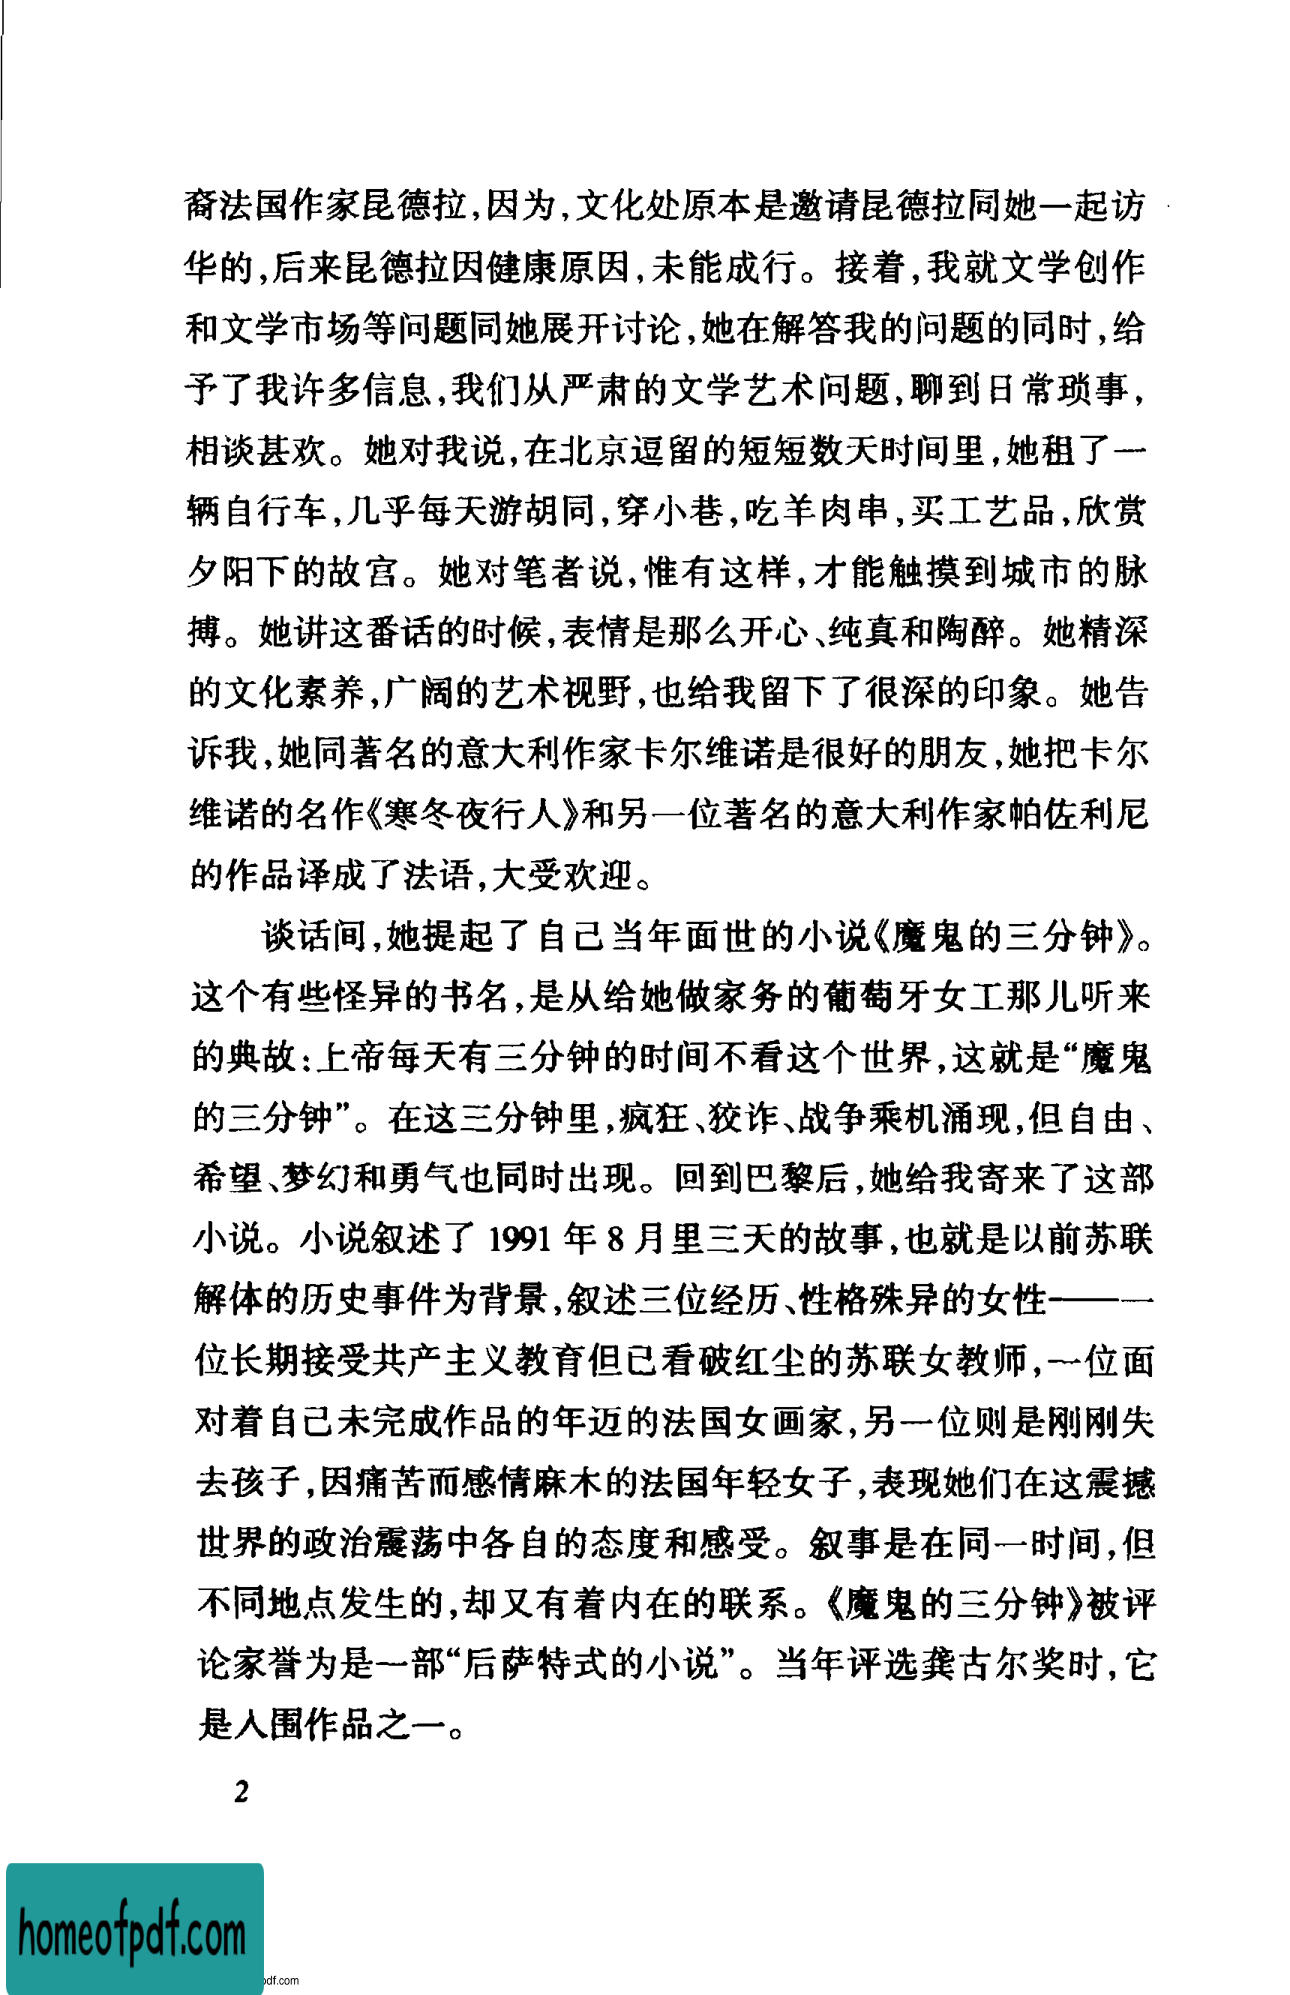 裔法国作家昆德拉,因为,文化处原本是邀请昆德拉同她一起访
华的,后来昆德拉因健康原因,未能成行。接着,我就文学创作
和文学市场等问题同她展开讨论,她在解答我的问题的同时,给
予了我许多信息,我们从严肃的文学艺术问题,聊到日常琐事,
相谈甚欢。她对我说,在北京逗留的短短数天时间里,她租了一
辆自行车,几乎每天游胡同,穿小巷,吃羊肉串,买工艺品,欣赏
夕阳下的故宫。她对笔者说,惟有这样,才能触摸到城市的脉
搏。她讲这番话的时候,表情是那么开心、纯真和陶醉。她精深
的文化素养,广阔的艺术视野,也给我留下了很深的印象。她告
诉我,她同著名的意大利作家卡尔维诺是很好的朋友,她把卡尔
维诺的名作《寒冬夜行人》和另一位著名的意大利作家帕佐利尼
的作品译成了法语,大受欢迎。
谈话间,她提起了自己当年面世的小说《魔鬼的三分钟》。
这个有些怪异的书名,是从给她做家务的葡萄牙女工那儿听来
的典故:上帝每天有三分钟的时间不看这个世界,这就是“魔鬼
的三分钟”。在这三分钟里,疯狂、狡诈、战争乘机涌现,但自由、
希望、梦幻和勇气也同时出现。回到巴黎后,她给我寄来了这部
小说。小说叙述了 1991 年 8 月里三天的故事,也就是以前苏联
解体的历史事件为背景,叙述三位经历、性格殊异的女性——一
位长期接受共产主义教育但已看破红尘的苏联女教师,一位面
对着自己未完成作品的年迈的法国女画家,另一位则是刚刚失
去孩子,因痛苦而感情麻木的法国年轻女子,表现她们在这震撼
世界的政治震荡中各自的态度和感受。叙事是在同一时间,但
不同地点发生的,却又有着内在的联系。《魔鬼的三分钟》被评
论家誉为是一部“后萨特式的小说”。当年评选龚古尔奖时,它
是入围作品之一。
2
homeofpdf.com
pdf.com